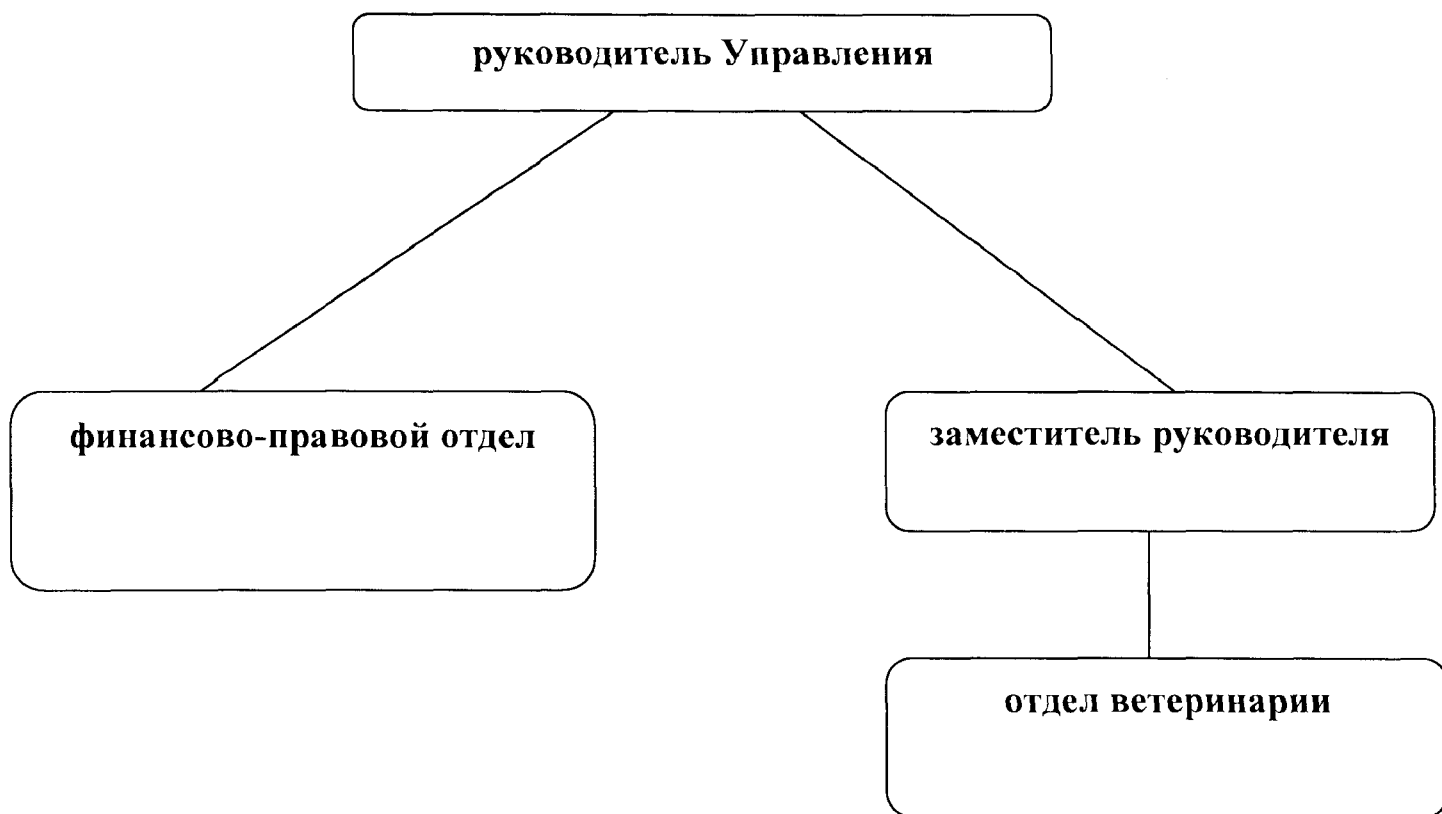 руководитель Управления
финансово-правовой отдел
заместитель руководителя
отдел ветеринарии